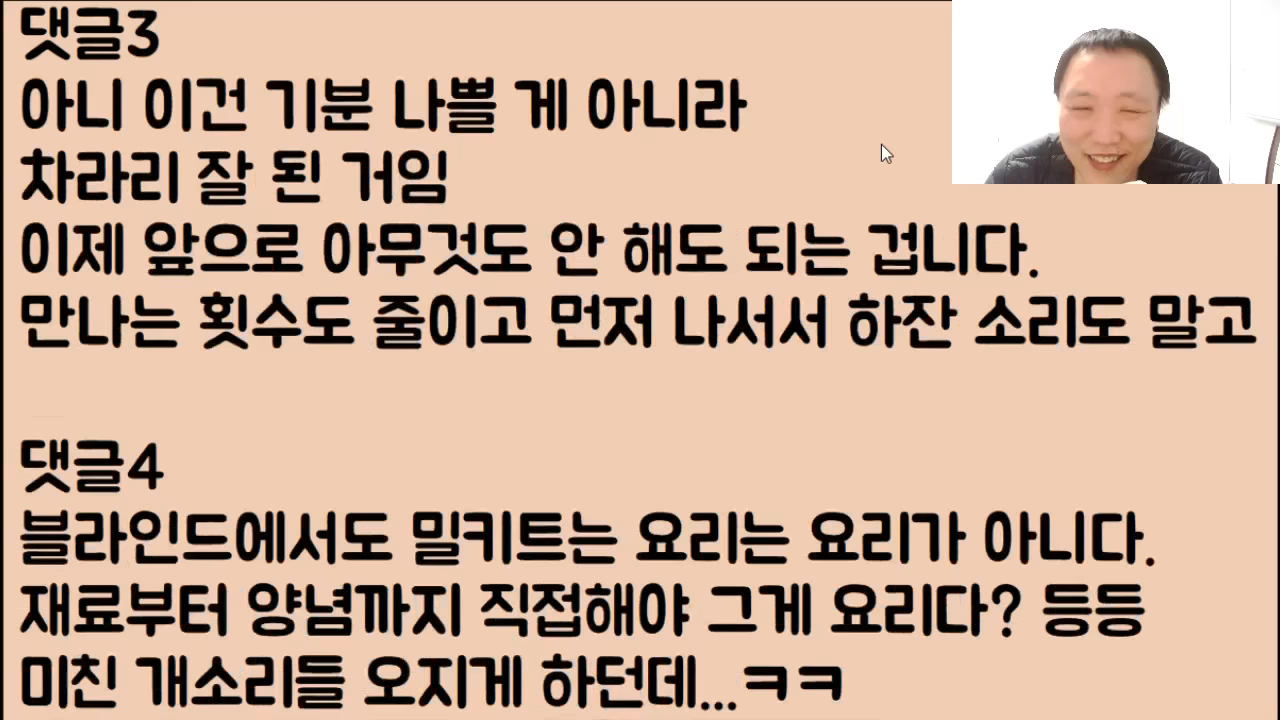 댓글3
아니 이건 기분 나쁠 게 아니라
차라리 잘 된 거임
이제 앞으로 아무것도 안 해도 되는 겁니다.
만나는 횟수도 줄이고 먼저 나서서 하잔 소리도 말고
댓글4
블라인드에서도 밀키트는 요리는 요리가 아니다.
재료부터 양념까지 직접해야 그게 요리다? 등등
미친 개소리들 오지게 하던데...ㅋㅋ